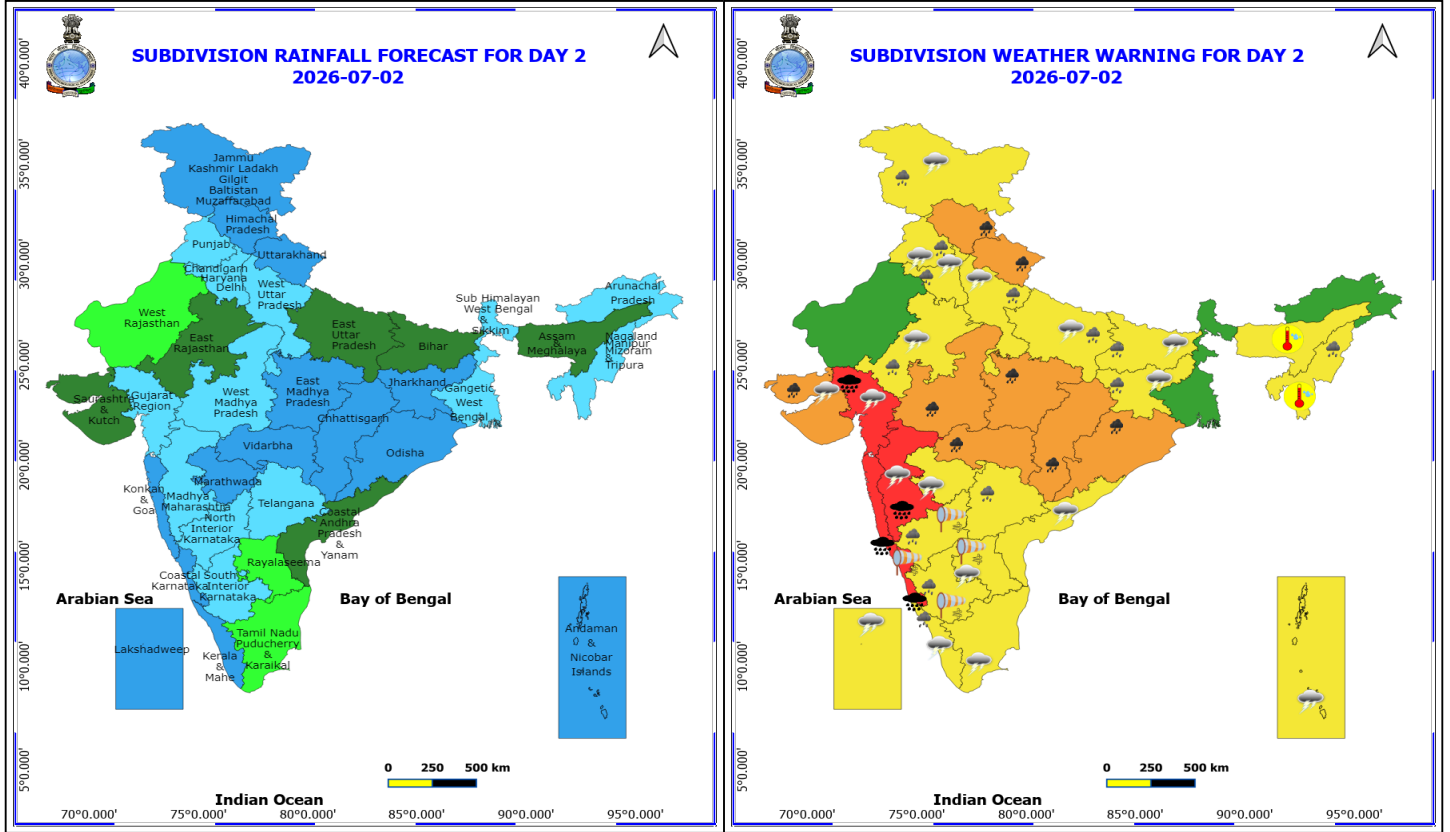 SUBDIVISION RAINFALL FORECAST FOR DAY 2
2026-07-02
40°0.000'
35°0.000'
30°0.000'
25°0.000'
20°0.000'
15°0.000'
10°0.000'
5°0.000'
Jammu
Kashmir Ladakh
Gilgit
Baltistan
Muzaffarabad
Himachal
Pradesh
Punjab
Uttarakhand
Chandigarh
Haryana
Delhi
West
Uttar
Pradesh
Arunachal
Pradesh
Sub Himalayan
West Bengal
&
Sikkim
West
Rajasthan
East
Rajasthan
East
Uttar
Pradesh
Bihar
Assam
&
Meghalaya
Nagaland
Manipur
Mizoram
&
Tripura
Saurashtra
&
Kutch
Gujarat
Region
West
Madhya
Pradesh
East
Madhya
Pradesh
Jharkhand
Gangetic
West
Bengal
Chhattisgarh
Vidarbha
Odisha
Konkan
&
Goa
Marathwada
Madhya
Maharashtra
Telangana
North
Interior
Karnataka
Coastal
Andhra
Pradesh
&
Yanam
Rayalaseema
Coastal
Karnataka
South
Interior
Karnataka
Arabian Sea
Bay of Bengal
Tamil Nadu
Puducherry
&
Karaikal
Lakshadweep
Kerala
&
Mahe
Andaman
&
Nicobar
Islands
0 250 500 km
Indian Ocean
70°0.000' 75°0.000' 80°0.000' 85°0.000' 90°0.000' 95°0.000'
SUBDIVISION WEATHER WARNING FOR DAY 2
2026-07-02
40°0.000'
35°0.000'
30°0.000'
25°0.000'
20°0.000'
15°0.000'
10°0.000'
5°0.000'
Arabian Sea
Bay of Bengal
0 250 500 km
Indian Ocean
70°0.000' 75°0.000' 80°0.000' 85°0.000' 90°0.000' 95°0.000'